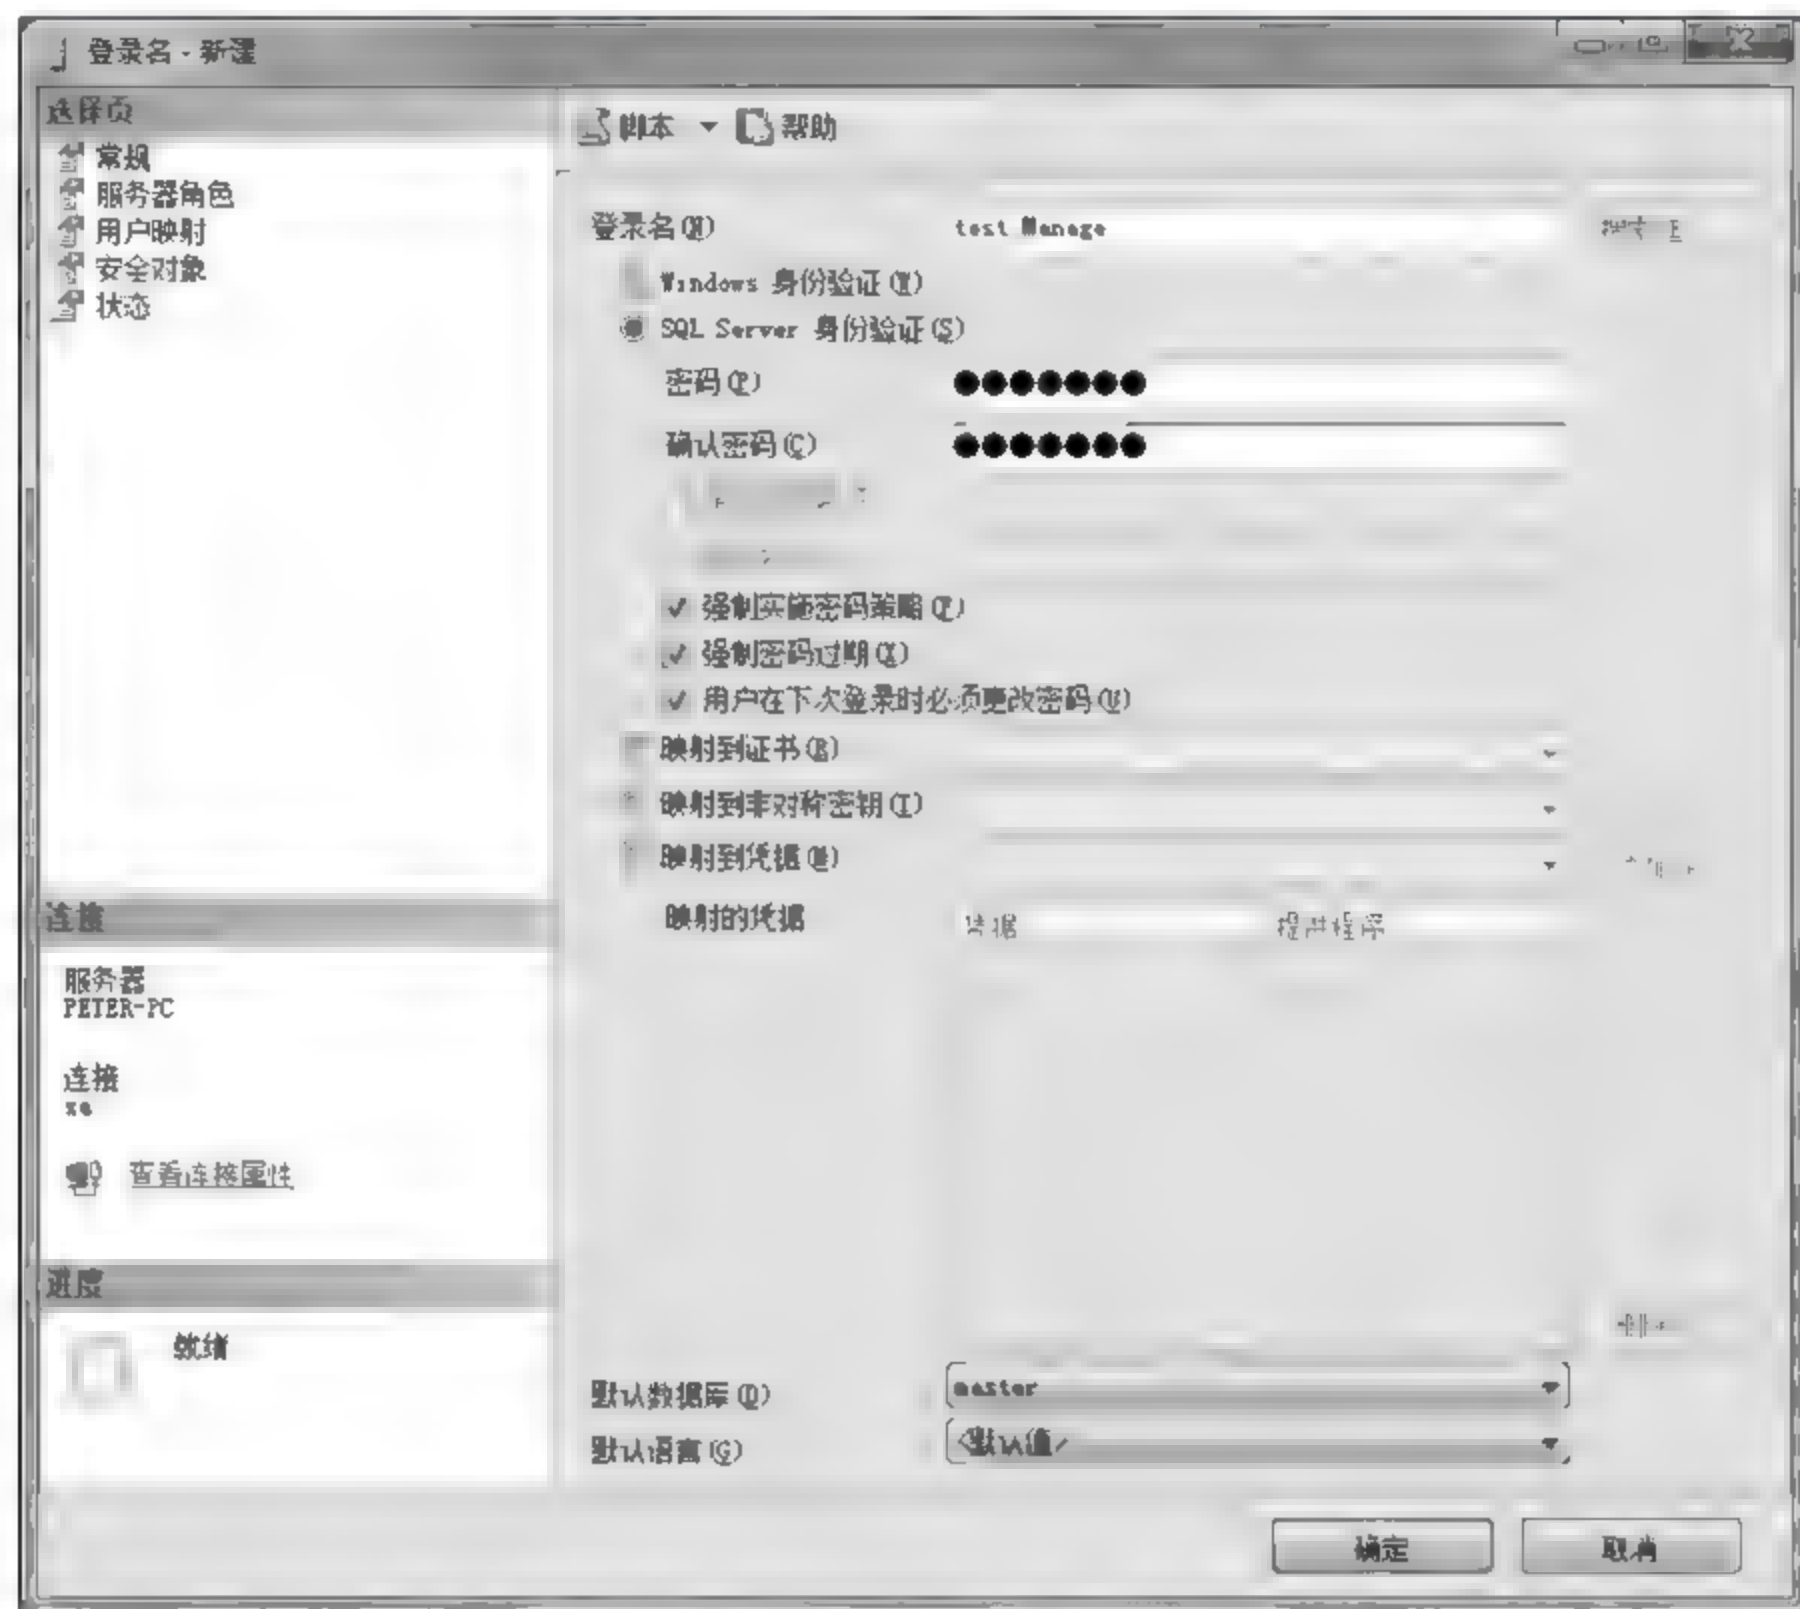 登录名 - 新建
选择页
常规
服务器角色
用户映射
安全对象
状态
脚本 帮助
登录名(N) test Manage
Windows 身份验证(W)
SQL Server 身份验证(S)
密码(P) ●●●●●●●
确认密码(C) ●●●●●●●
强制实施密码策略(F)
强制密码过期(X)
用户在下次登录时必须更改密码(U)
映射到证书(R)
映射到非对称密钥(I)
映射到凭据(M)
映射的凭据 凭据 提供程序
连接
服务器
PETER-PC
连接
查看连接属性
进度
就绪
默认数据库(D) master
默认语言(G) <默认值>
确定 取消